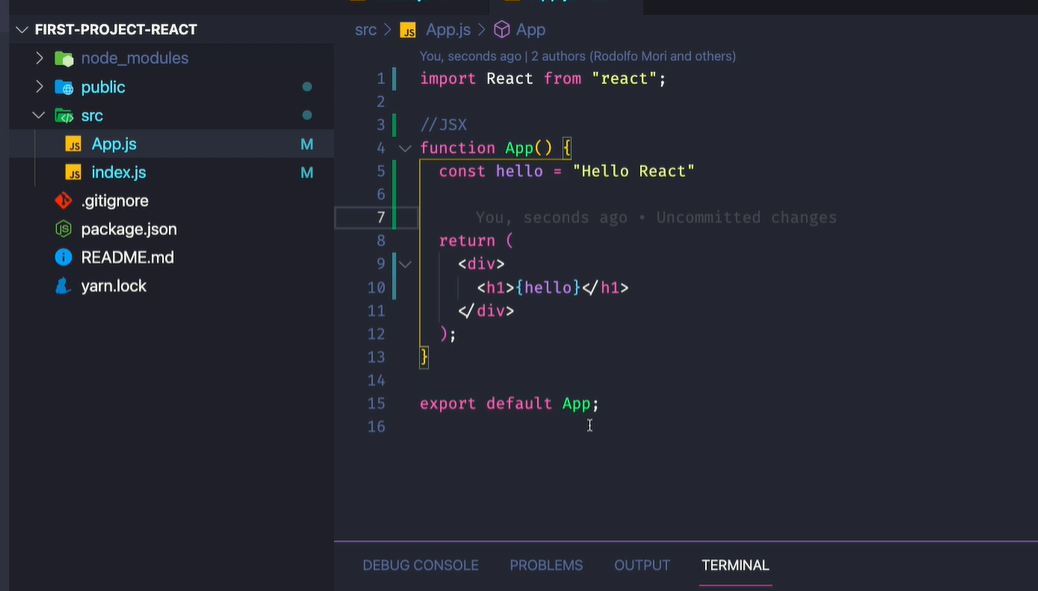 FIRST-PROJECT-REACT
node_modules
public
src
App.js M
index.js M
.gitignore
package.json
README.md
yarn.lock
src > JS App.js > App
You, seconds ago | 2 authors (Rodolfo Mori and others)
1 import React from "react";
2
3 //JSX
4 function App() {
5 const hello = "Hello React"
6
7 You, seconds ago • Uncommitted changes
8 return (
9 <div>
10 <h1>{hello}</h1>
11 </div>
12 );
13 }
14
15 export default App;
16
DEBUG CONSOLE PROBLEMS OUTPUT TERMINAL